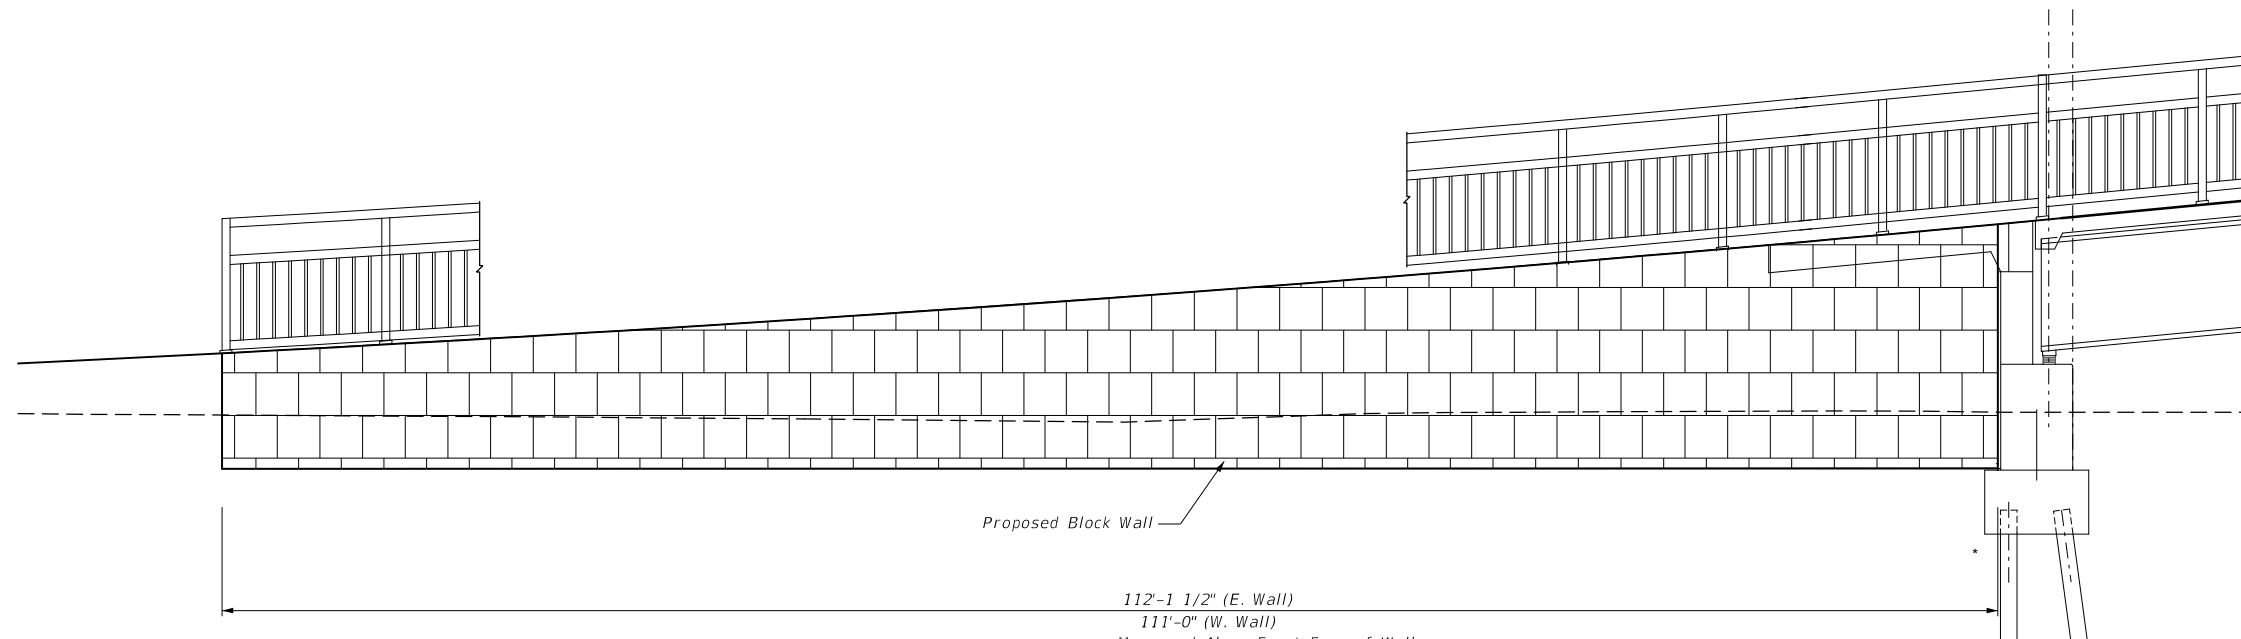 Proposed Block Wall
*
112'-1 1/2" (E. Wall)
111'-0" (W. Wall)